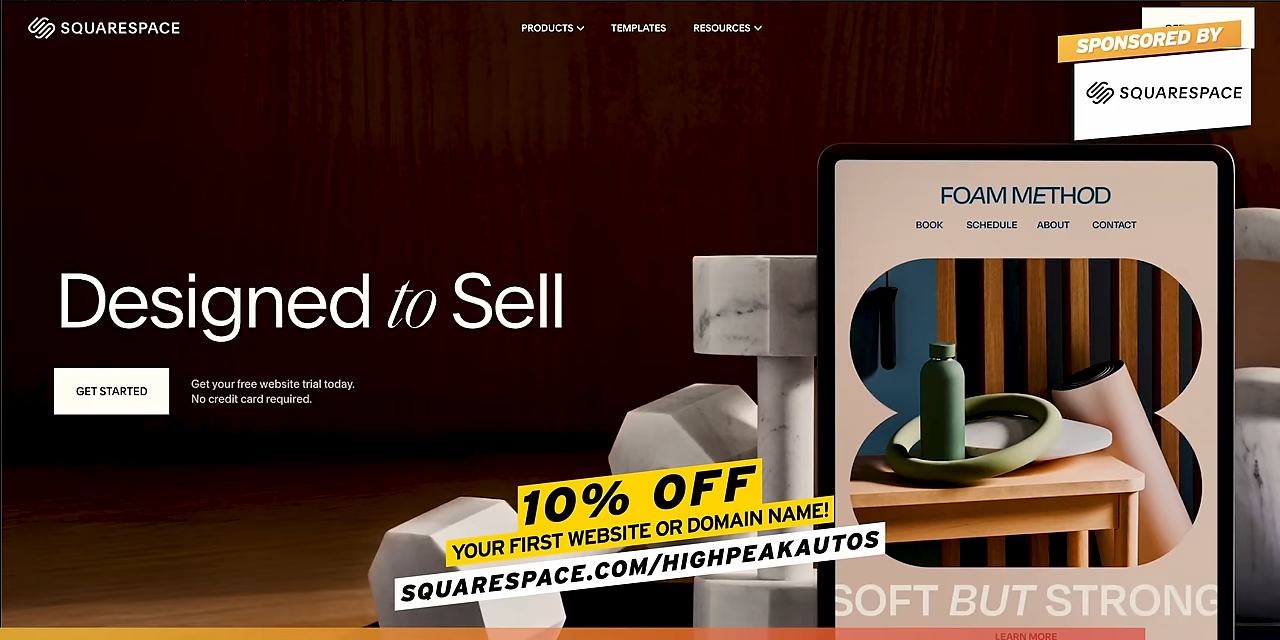 SQUARESPACE
PRODUCTS
TEMPLATES
RESOURCES
SPONSORED BY
SQUARESPACE
FOAM METHOD
BOOK
SCHEDULE
ABOUT
CONTACT
Designed to Sell
GET STARTED
Get your free website trial today.
No credit card required.
10% OFF
YOUR FIRST WEBSITE OR DOMAIN NAME!
SQUARESPACE.COM/HIGHPEAKAUTOS
SOFT BUT STRONG
LEARN MORE